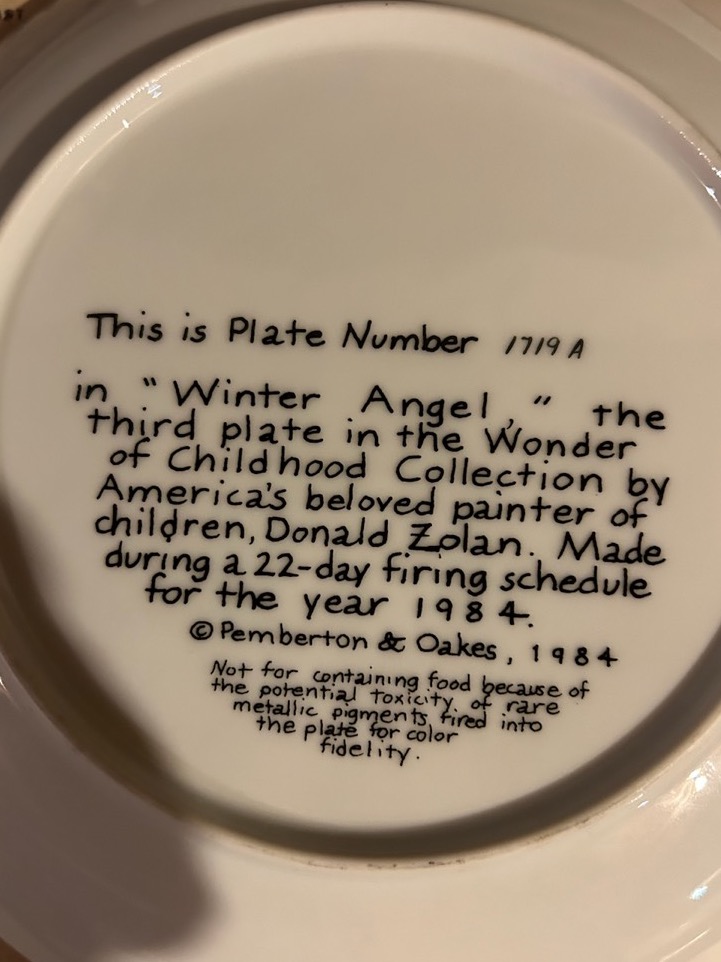 This is Plate Number 1719 A
in "Winter Angel," the
third plate in the Wonder
of Childhood Collection by
America's beloved painter of
children, Donald Zolan. Made
during a 22-day firing schedule
for the year 1984.
© Pemberton & Oakes, 1984
Not for containing food because of
the potential toxicity of rare
metallic pigments fired into
the plate for color
fidelity.